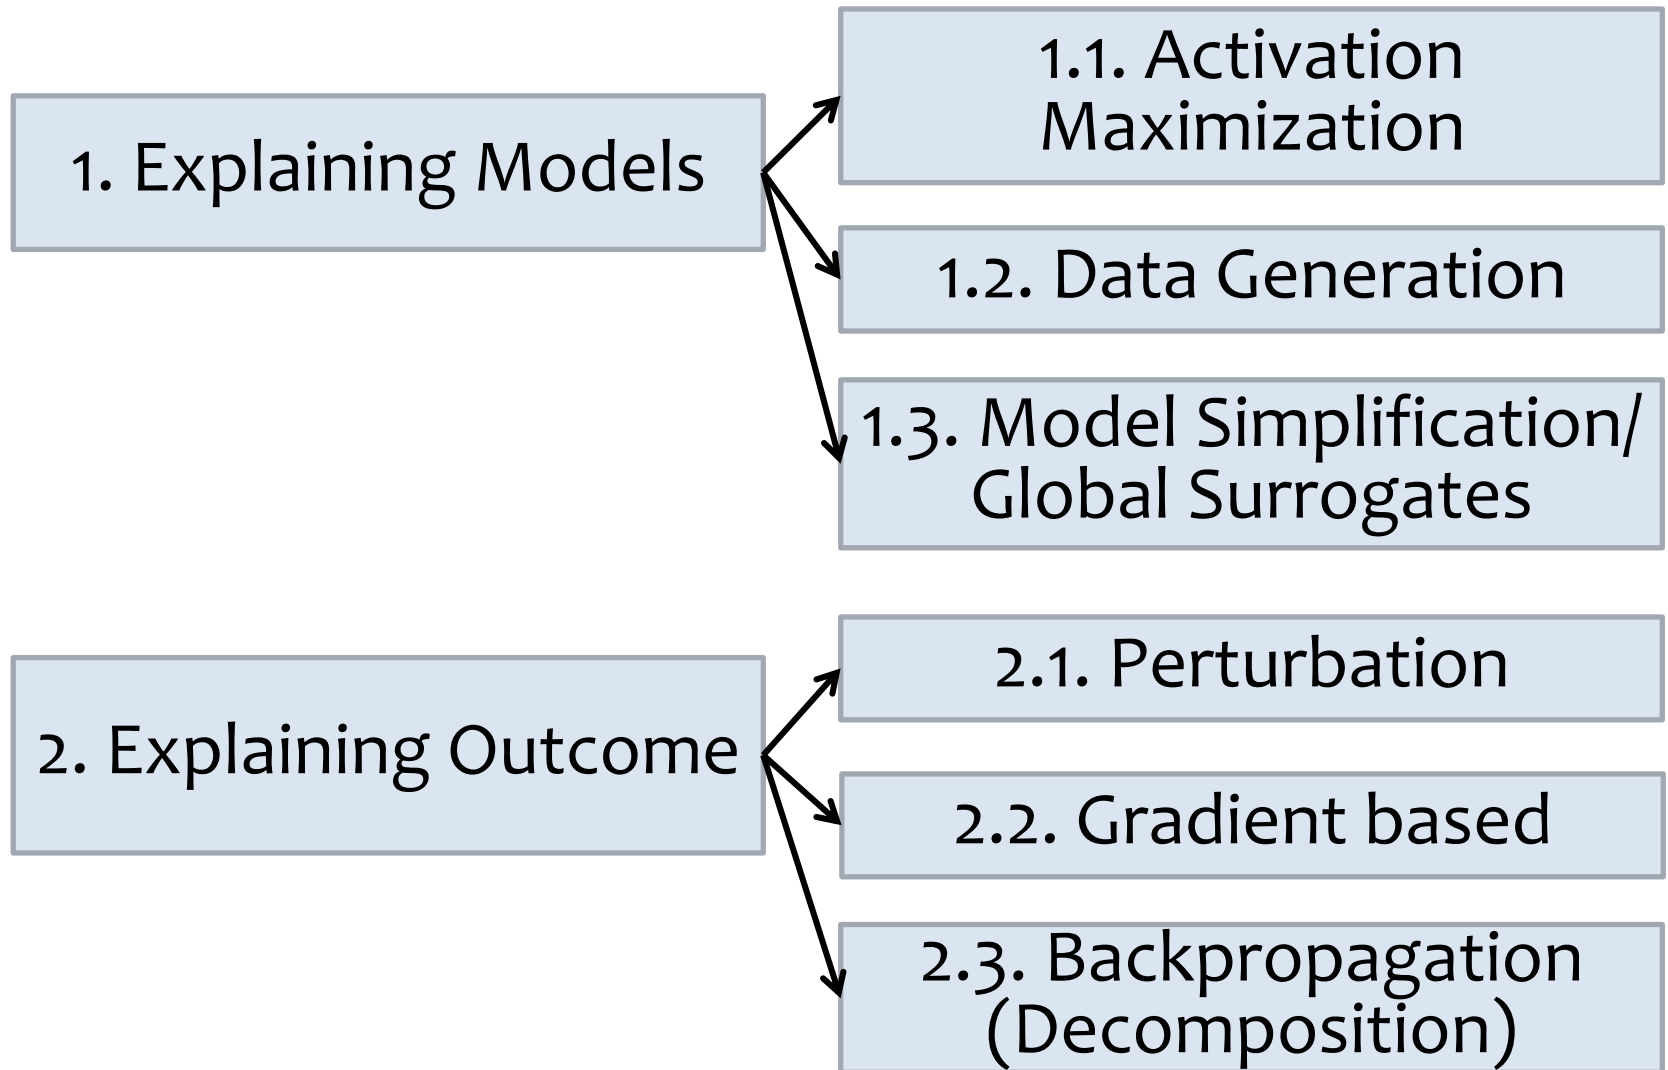 1. Explaining Models
1.1. Activation
Maximization
1.2. Data Generation
1.3. Model Simplification/
Global Surrogates
2. Explaining Outcome
2.1. Perturbation
2.2. Gradient based
2.3. Backpropagation
(Decomposition)